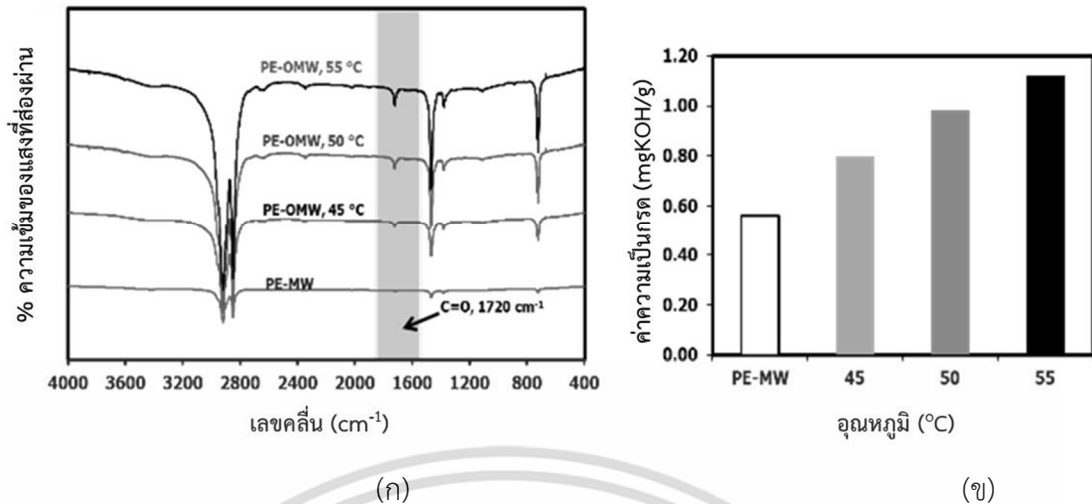 % ความเข้มของแสงที่ส่องผ่าน
PE-OMW, 55 °C
PE-OMW, 50 °C
PE-OMW, 45 °C
PE-MW
C=O, 1720 cm⁻¹
4000 3600 3200 2800 2400 2000 1600 1200 800 400
เลขคลื่น (cm⁻¹)
(ก)
ค่าความเป็นกรด (mgKOH/g)
1.20
1.00
0.80
0.60
0.40
0.20
0.00
PE-MW 45 50 55
อุณหภูมิ (°C)
(ข)